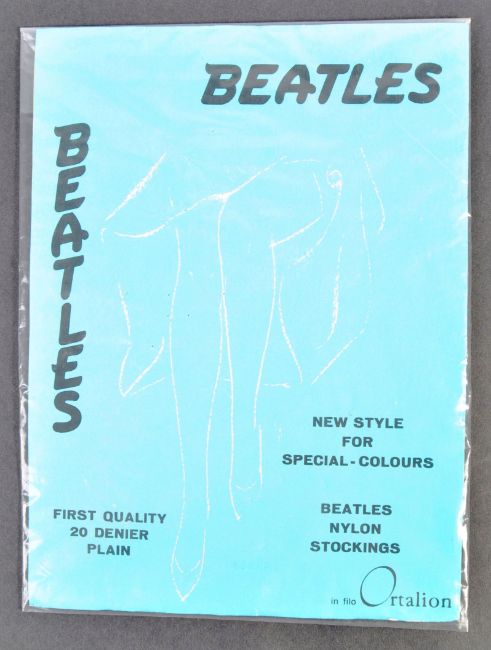 BEATLES
BEATLES
NEW STYLE
FOR
SPECIAL-COLOURS
FIRST QUALITY
20 DENIER
PLAIN
BEATLES
NYLON
STOCKINGS
in filo Ortalion